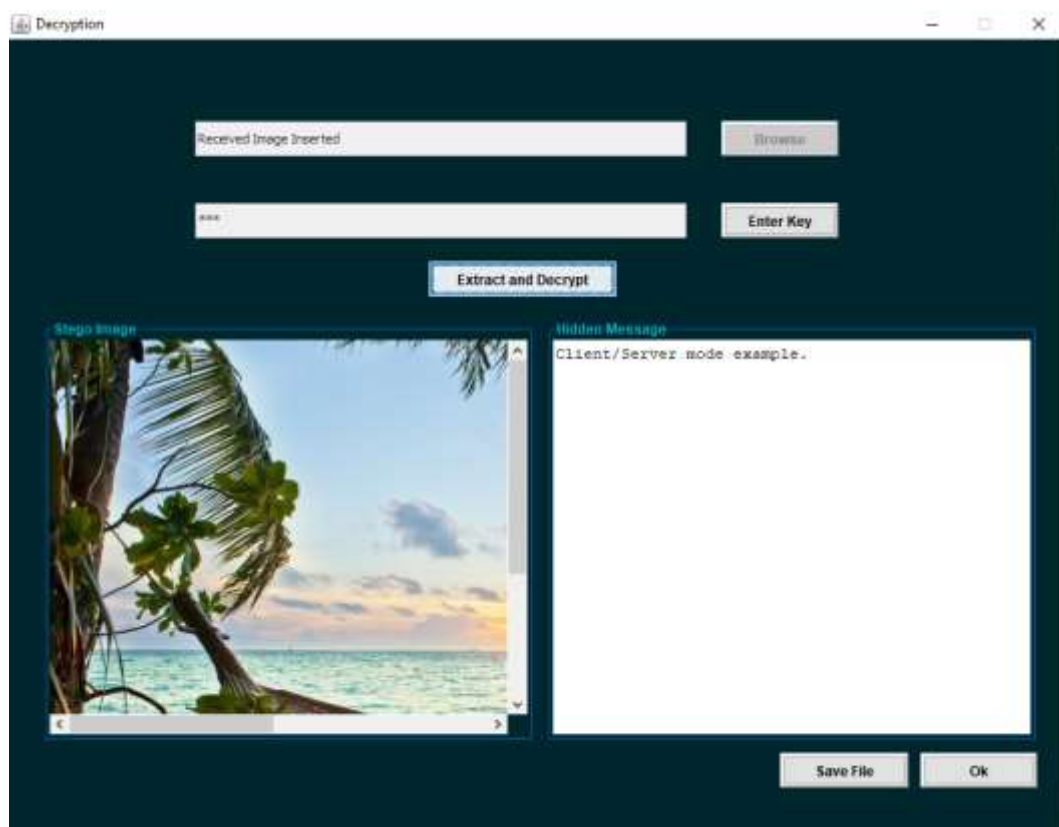 Decryption
Received Image Inserted
Browse
***
Enter Key
Extract and Decrypt
Stego Image
Hidden Message
Client/Server mode example.
Save File
Ok